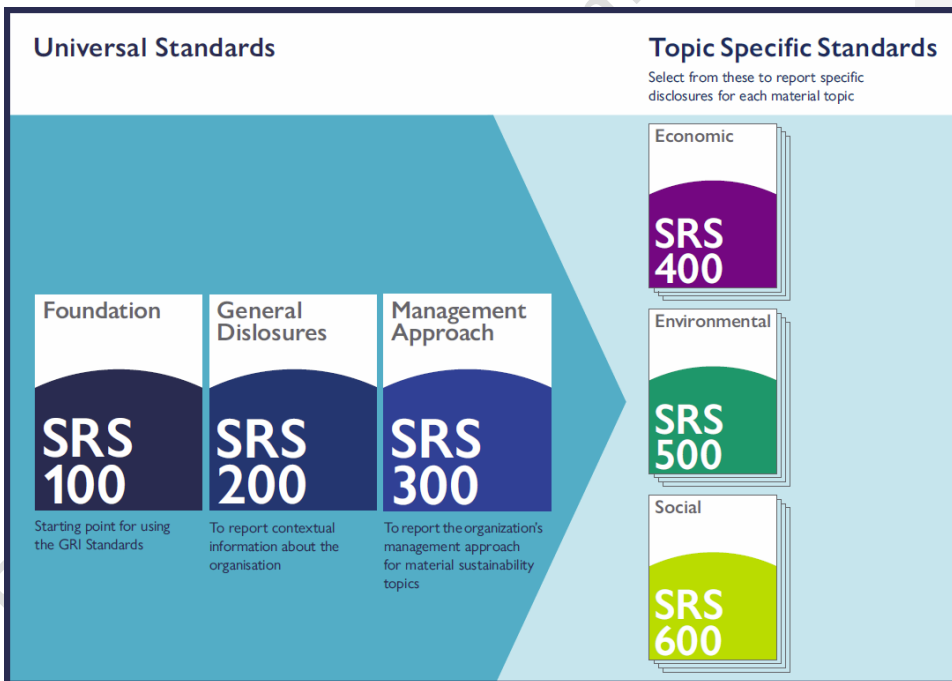 Universal Standards
Topic Specific Standards
Select from these to report specific
disclosures for each material topic
Economic
SRS
400
Foundation
SRS
100
Starting point for using
the GRI Standards
General
Dislosures
SRS
200
To report contextual
information about the
organisation
Management
Approach
SRS
300
To report the organization's
management approach
for material sustainability
topics
Environmental
SRS
500
Social
SRS
600